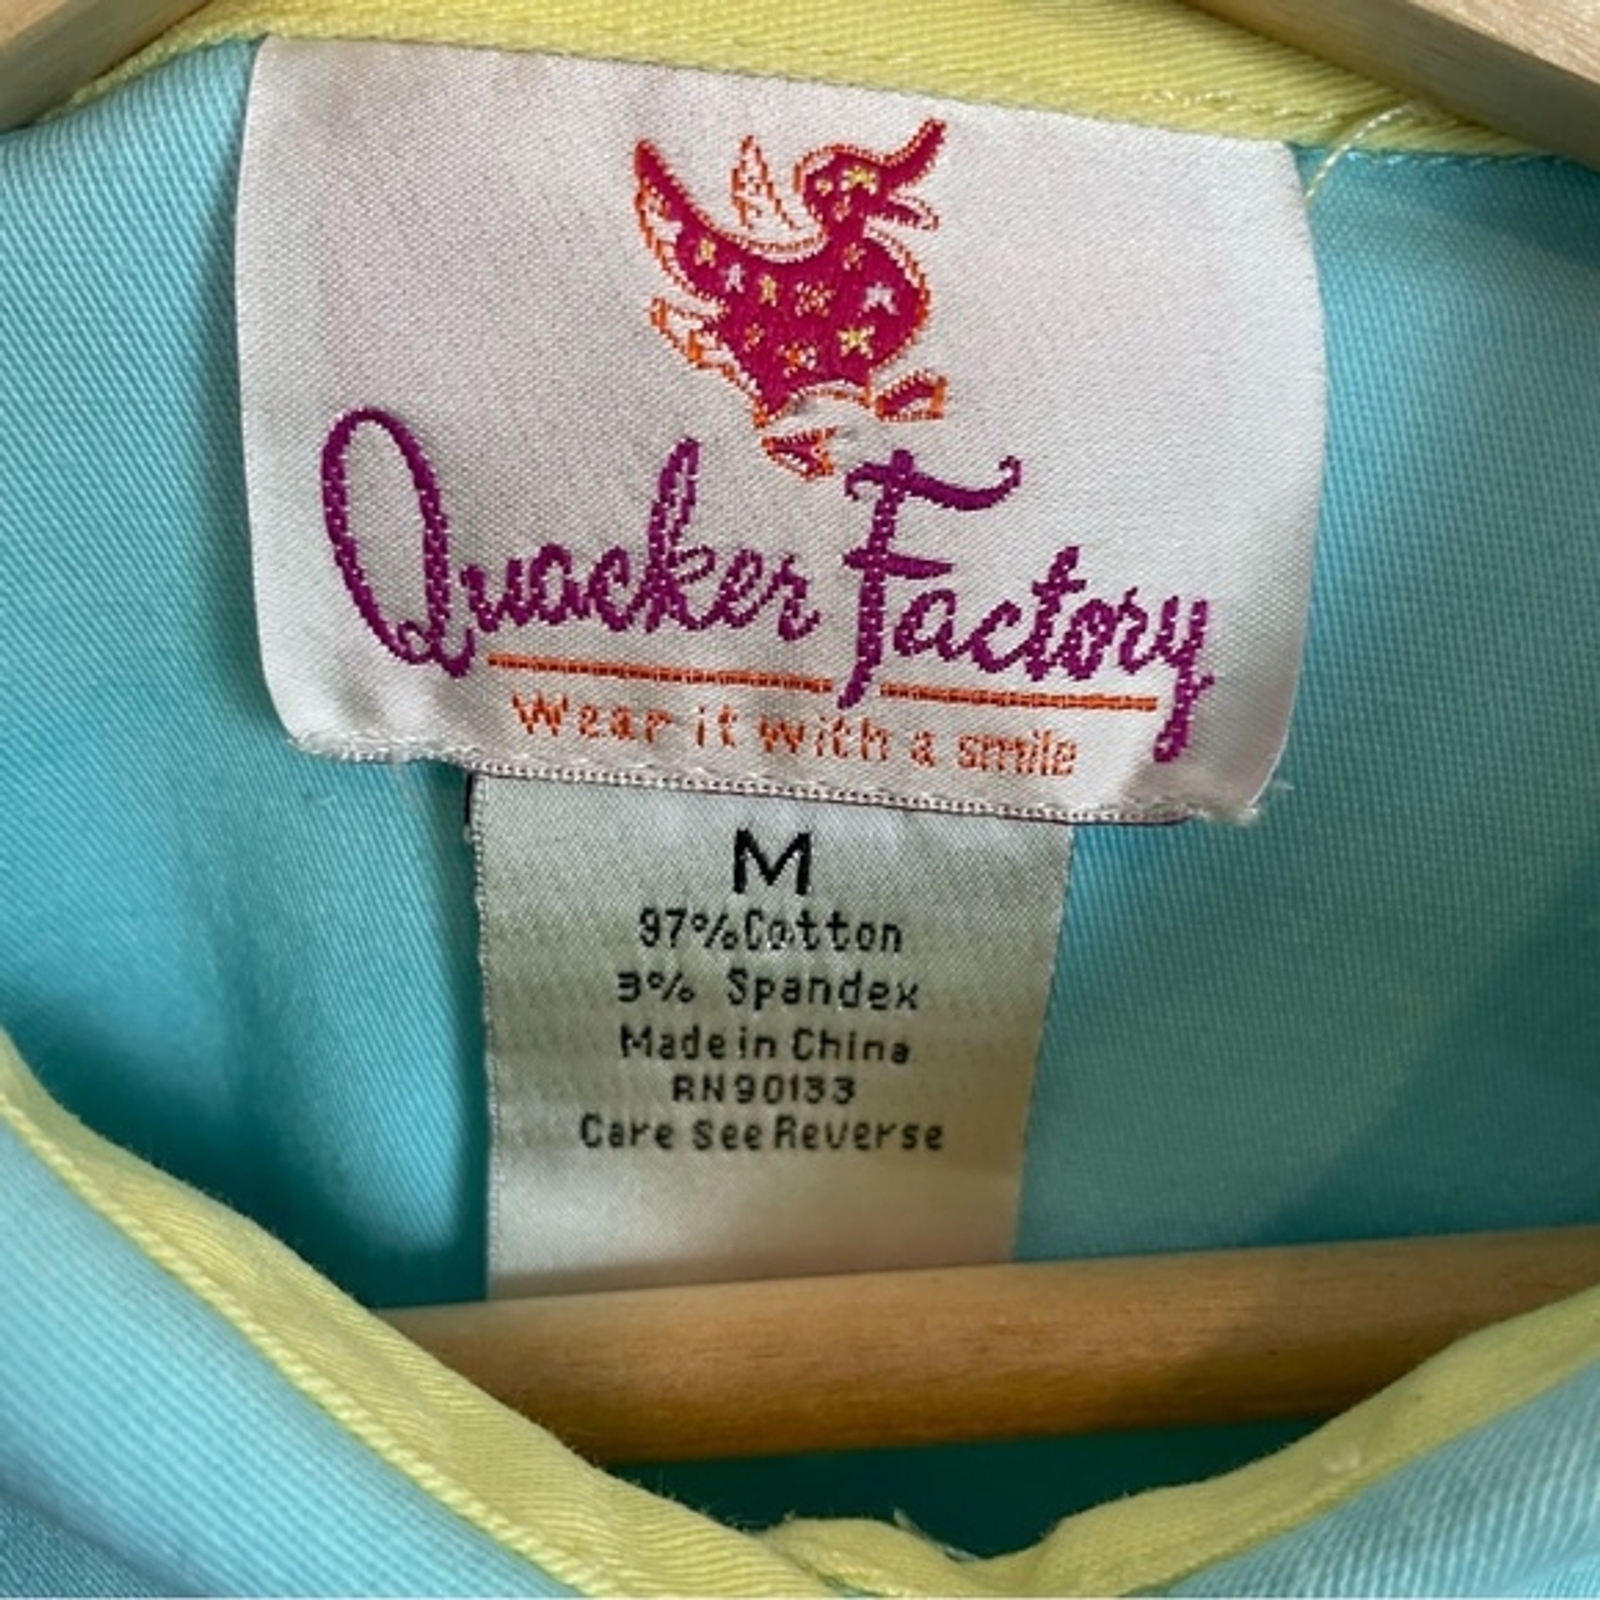 Quacker Factory
Wear it with a smile
M
97%Cotton
3% Spandex
Made in China
RN90133
Care See Reverse